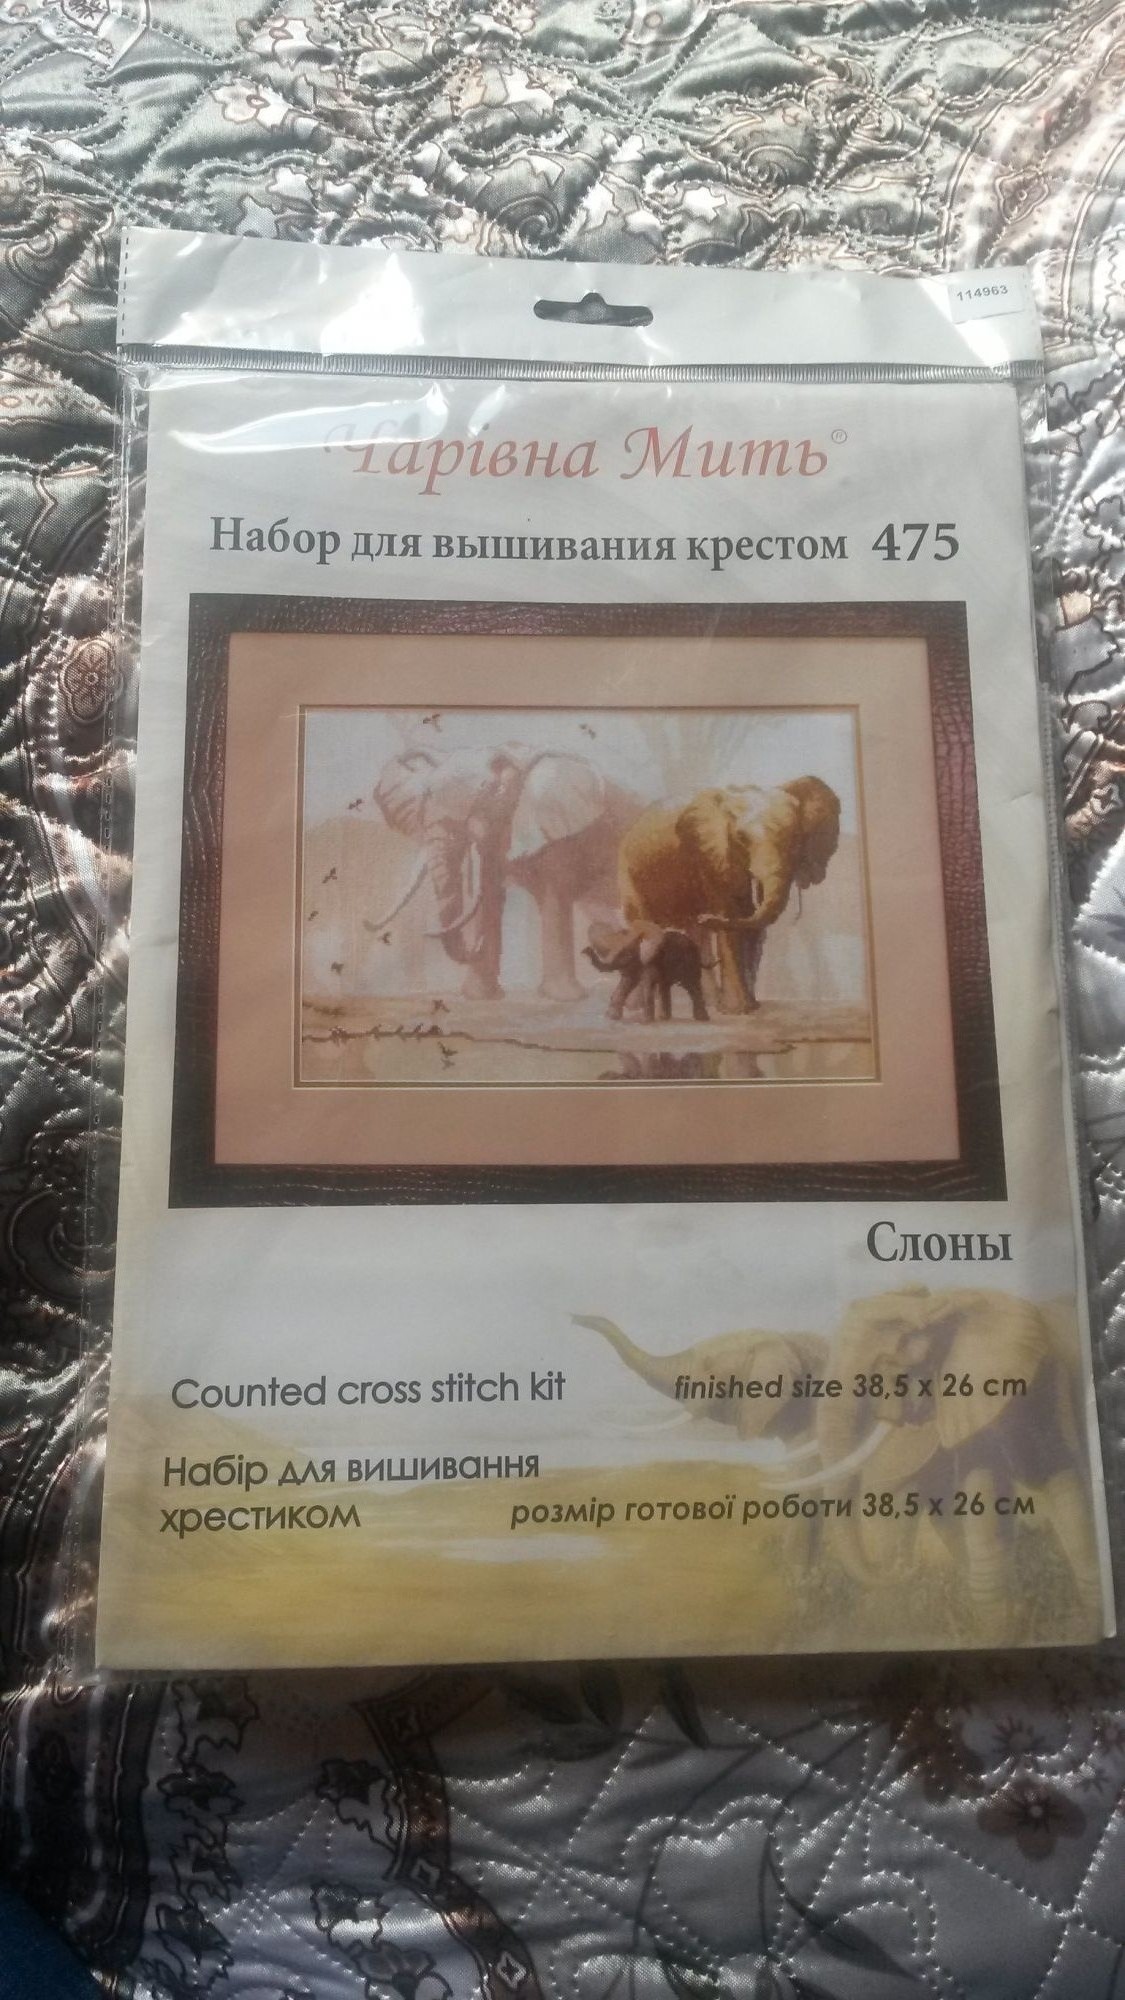 114963
Чарівна Мить®
Набор для вышивания крестом 475
Слоны
Counted cross stitch kit
finished size 38,5 x 26 cm
Набір для вишивання
хрестиком
розмір готової роботи 38,5 х 26 см